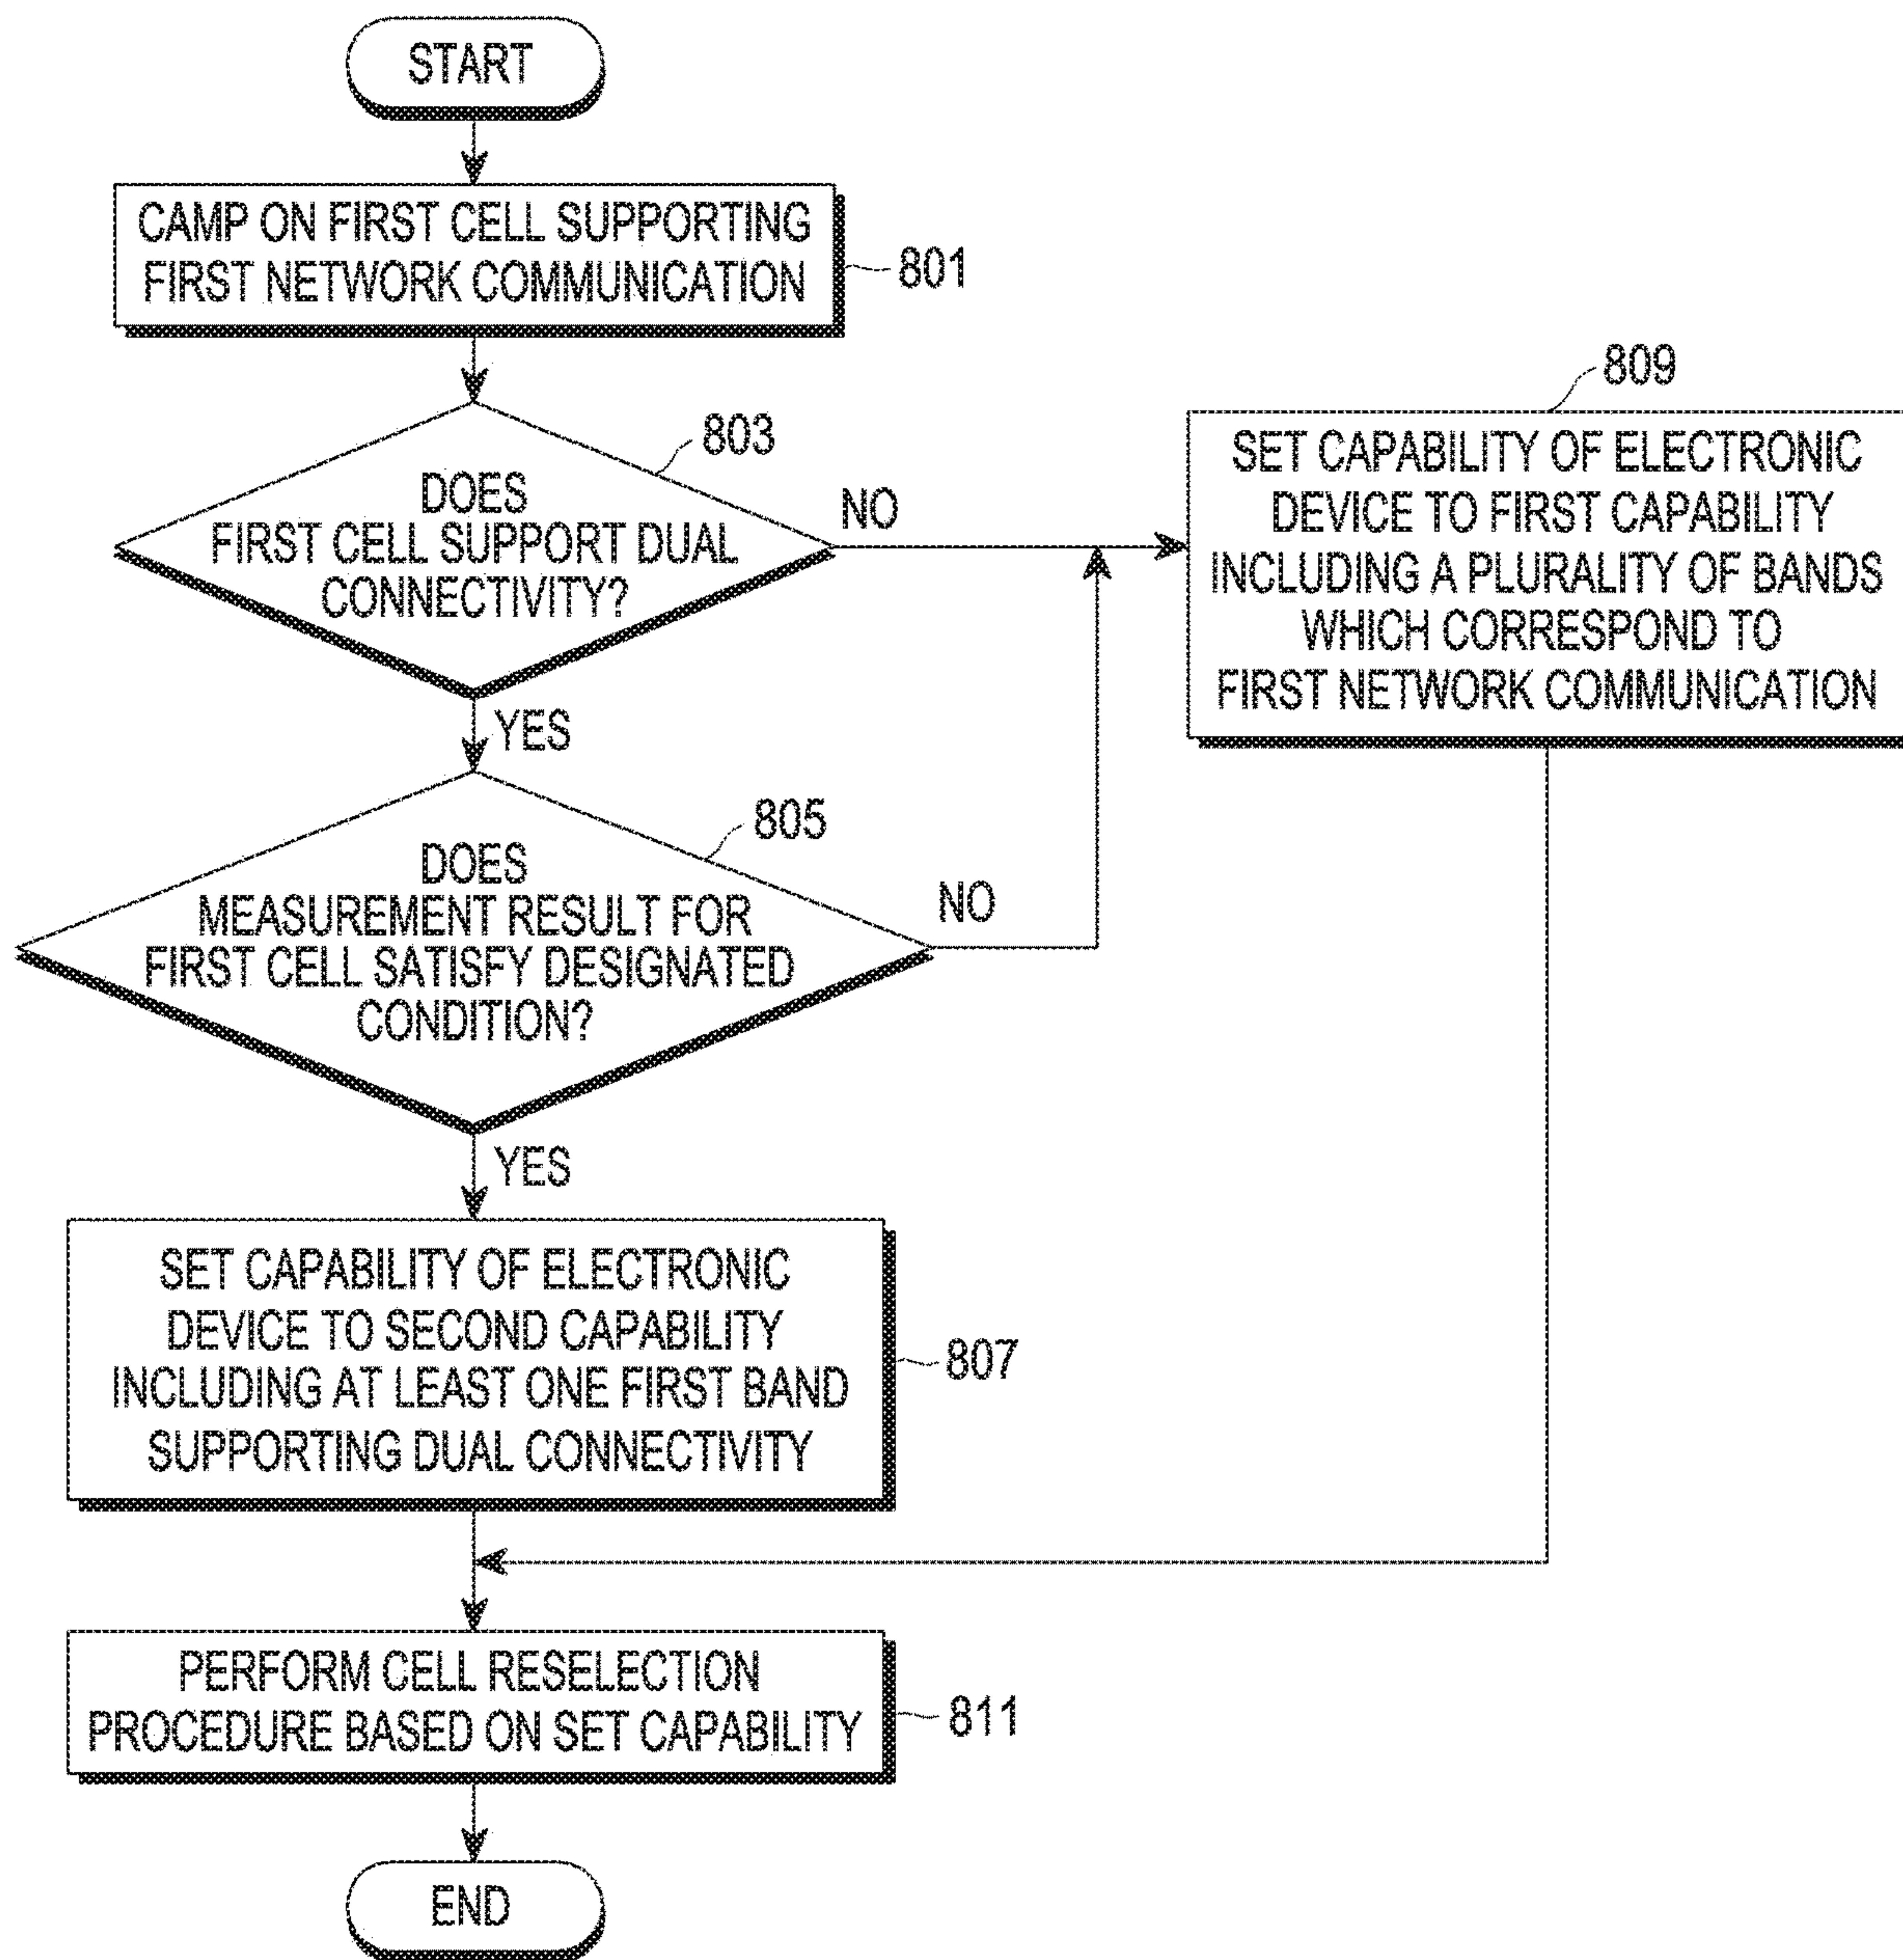 START
CAMP ON FIRST CELL SUPPORTING
FIRST NETWORK COMMUNICATION
801
803
DOES
FIRST CELL SUPPORT DUAL
CONNECTIVITY?
NO
YES
809
SET CAPABILITY OF ELECTRONIC
DEVICE TO FIRST CAPABILITY
INCLUDING A PLURALITY OF BANDS
WHICH CORRESPOND TO
FIRST NETWORK COMMUNICATION
805
DOES
MEASUREMENT RESULT FOR
FIRST CELL SATISFY DESIGNATED
CONDITION?
NO
YES
SET CAPABILITY OF ELECTRONIC
DEVICE TO SECOND CAPABILITY
INCLUDING AT LEAST ONE FIRST BAND
SUPPORTING DUAL CONNECTIVITY
807
PERFORM CELL RESELECTION
PROCEDURE BASED ON SET CAPABILITY
811
END